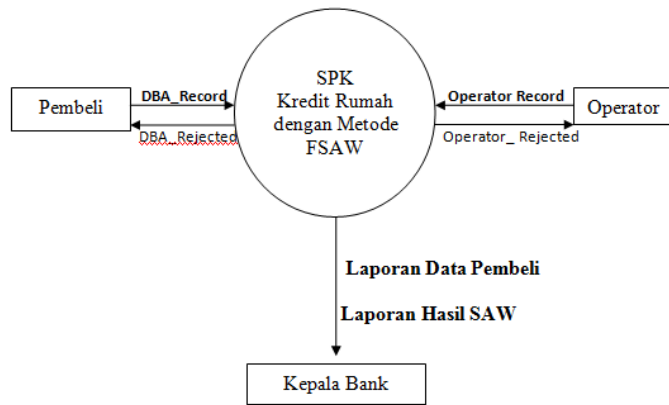 SPK
Kredit Rumah
dengan Metode
FSAW
Pembeli
DBA_Record
DBA_Rejected
Operator Record
Operator_ Rejected
Operator
Laporan Data Pembeli
Laporan Hasil SAW
Kepala Bank